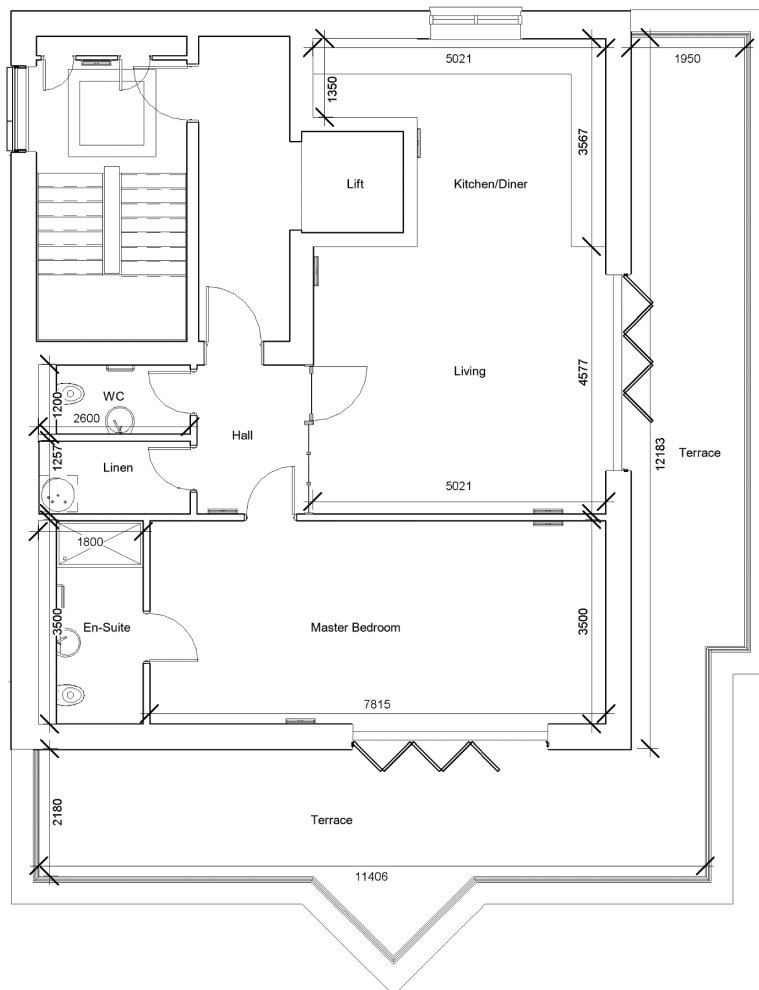 5021
1950
1350
3567
Lift
Kitchen/Diner
4577
Living
WC
1200
2600
Hall
12183
Terrace
1257
Linen
5021
1800
En-Suite
3500
Master Bedroom
3500
7815
2180
Terrace
11406